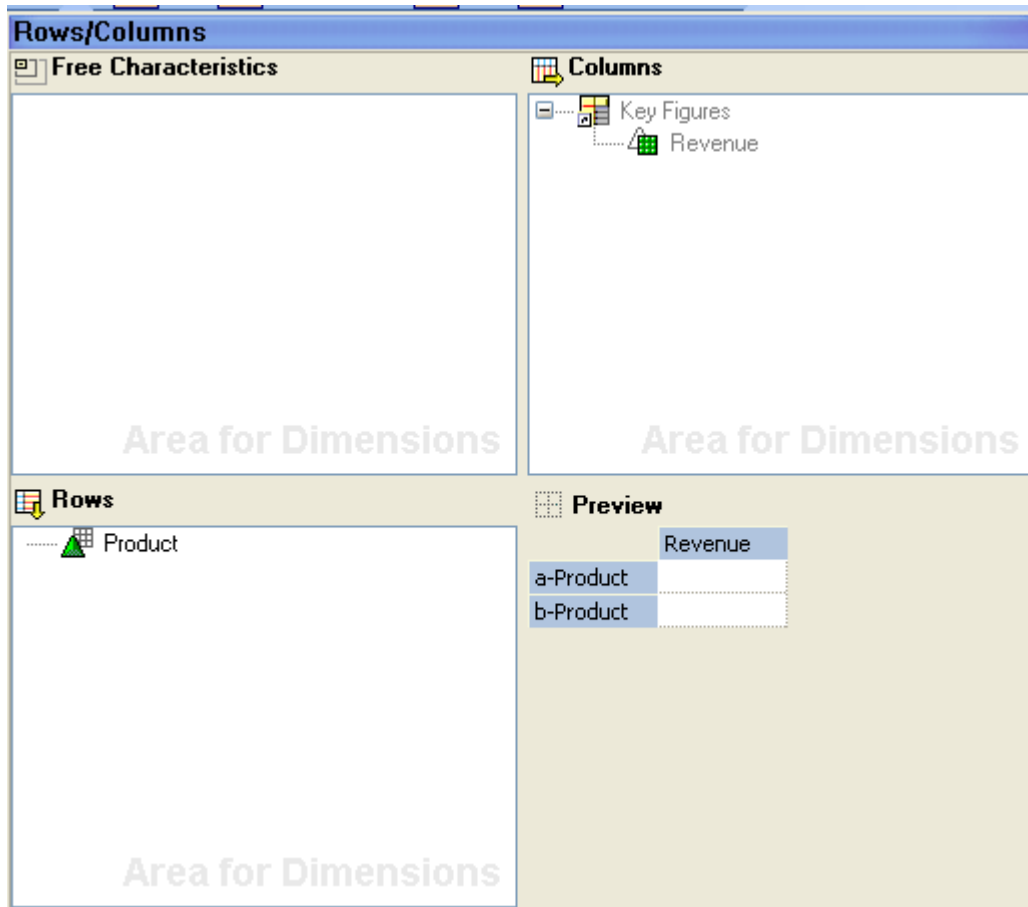 Rows/Columns
Free Characteristics
Columns
Key Figures
Revenue
Area for Dimensions
Area for Dimensions
Rows
Product
Area for Dimensions
Preview
Revenue
a-Product
b-Product